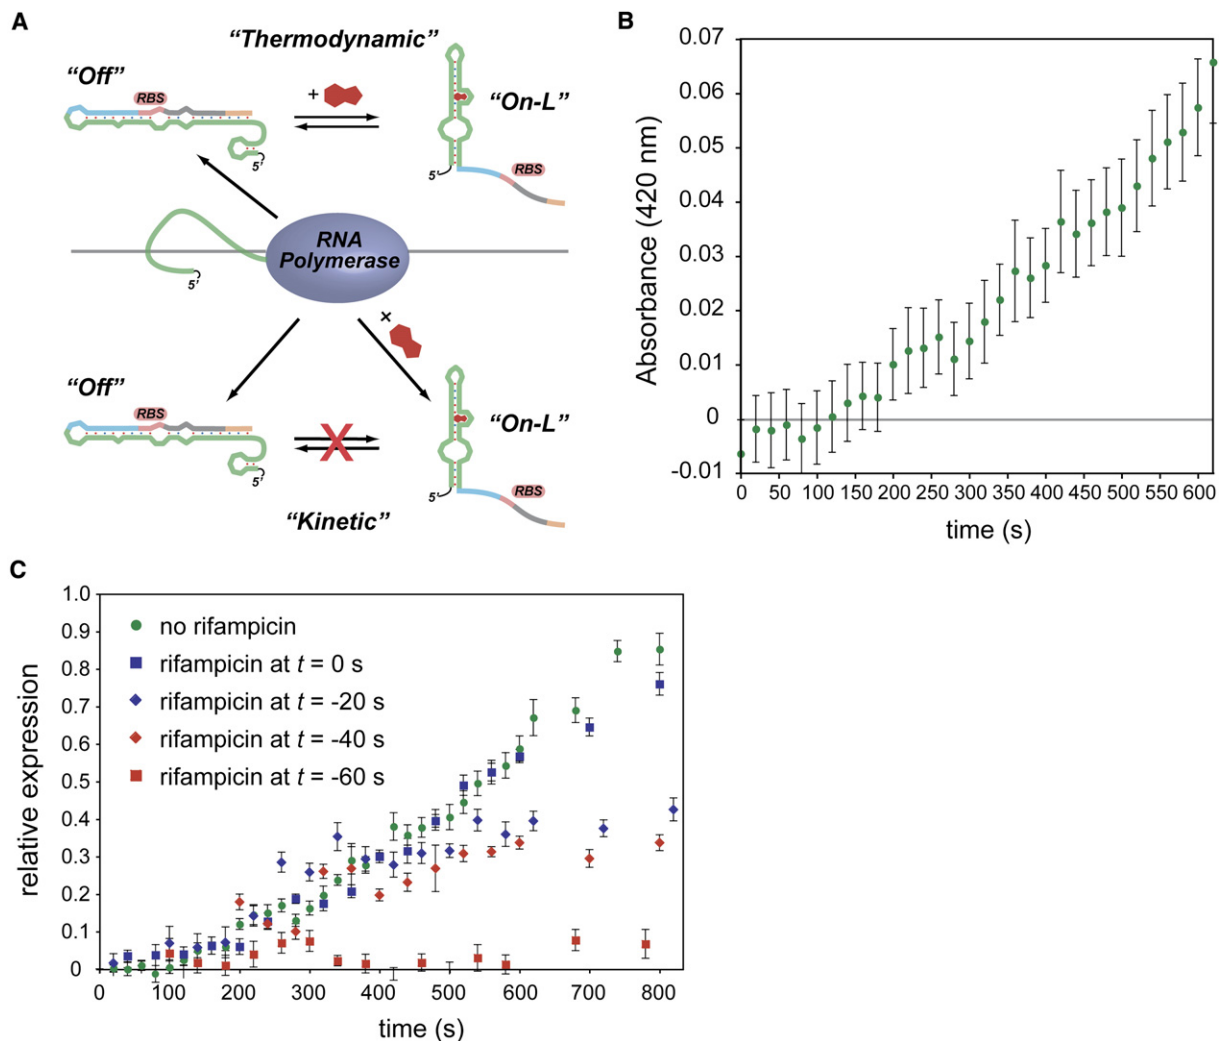 A
"Thermodynamic"
"Off"
RBS
+
"On-L"
5'
5'
RBS
RNA
Polymerase
5'
+
"Off"
RBS
"On-L"
5'
X
5'
RBS
"Kinetic"
B
0.07
0.06
0.05
0.04
0.03
0.02
0.01
0
-0.01
Absorbance (420 nm)
0 50 100 150 200 250 300 350 400 450 500 550 600
time (s)
C
1.0
0.9
0.8
0.7
0.6
0.5
0.4
0.3
0.2
0.1
0
relative expression
no rifampicin
rifampicin at t = 0 s
rifampicin at t = -20 s
rifampicin at t = -40 s
rifampicin at t = -60 s
0 100 200 300 400 500 600 700 800
time (s)